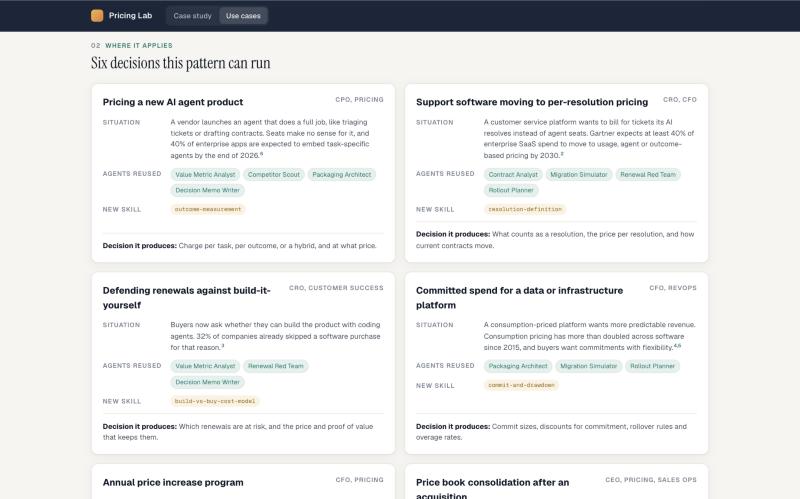 Pricing Lab
Case study
Use cases
02 WHERE IT APPLIES
Six decisions this pattern can run
Pricing a new AI agent product
CPO, PRICING
SITUATION
A vendor launches an agent that does a full job, like triaging
tickets or drafting contracts. Seats make no sense for it, and
40% of enterprise apps are expected to embed task-specific
agents by the end of 2026.⁶
AGENTS REUSED
Value Metric Analyst
Competitor Scout
Packaging Architect
Decision Memo Writer
NEW SKILL
outcome-measurement
Decision it produces: Charge per task, per outcome, or a hybrid, and at what price.
Support software moving to per-resolution pricing
CRO, CFO
SITUATION
A customer service platform wants to bill for tickets its AI
resolves instead of agent seats. Gartner expects at least 40% of
enterprise SaaS spend to move to usage, agent or outcome-
based pricing by 2030.²
AGENTS REUSED
Contract Analyst
Migration Simulator
Renewal Red Team
Rollout Planner
NEW SKILL
resolution-definition
Decision it produces: What counts as a resolution, the price per resolution, and how
current contracts move.
Defending renewals against build-it-
yourself
CRO, CUSTOMER SUCCESS
SITUATION
Buyers now ask whether they can build the product with coding
agents. 32% of companies already skipped a software purchase
for that reason.³
AGENTS REUSED
Value Metric Analyst
Renewal Red Team
Decision Memo Writer
NEW SKILL
build-vs-buy-cost-model
Decision it produces: Which renewals are at risk, and the price and proof of value
that keeps them.
Committed spend for a data or infrastructure
platform
CFO, REVOPS
SITUATION
A consumption-priced platform wants more predictable revenue.
Consumption pricing has more than doubled across software
since 2015, and buyers want commitments with flexibility.⁴,⁵
AGENTS REUSED
Packaging Architect
Migration Simulator
Rollout Planner
NEW SKILL
commit-and-drawdown
Decision it produces: Commit sizes, discounts for commitment, rollover rules and
overage rates.
Annual price increase program
CFO, PRICING
Price book consolidation after an
acquisition
CEO, PRICING, SALES OPS